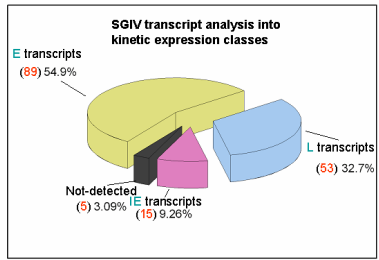 SGIV transcript analysis into
kinetic expression classes
E transcripts
(89) 54.9%
L transcripts
(53) 32.7%
Not-detected
(5) 3.09%
IE transcripts
(15) 9.26%